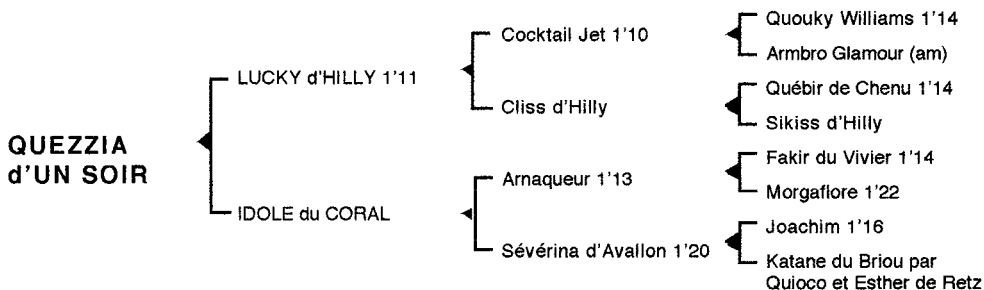 Quouky Williams 1'14
Cocktail Jet 1'10
Armbro Glamour (am)
LUCKY d'HILLY 1'11
Québir de Chenu 1'14
Cliss d'Hilly
Sikiss d'Hilly
QUEZZIA
d'UN SOIR
Fakir du Vivier 1'14
Arnaqueur 1'13
Morgaflore 1'22
IDOLE du CORAL
Joachim 1'16
Sévérina d'Avallon 1'20
Katane du Briou par
Quioco et Esther de Retz